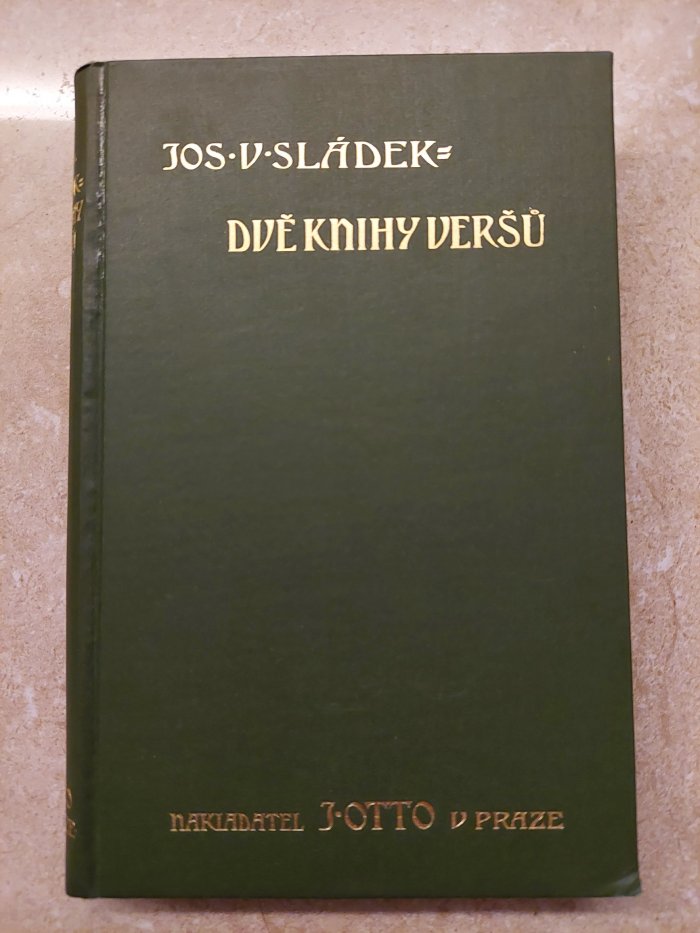 JOS·V·SLÁDEK=
DVĚ KNIHY VERŠŮ
NAKLADATEL J·OTTO V PRAZE